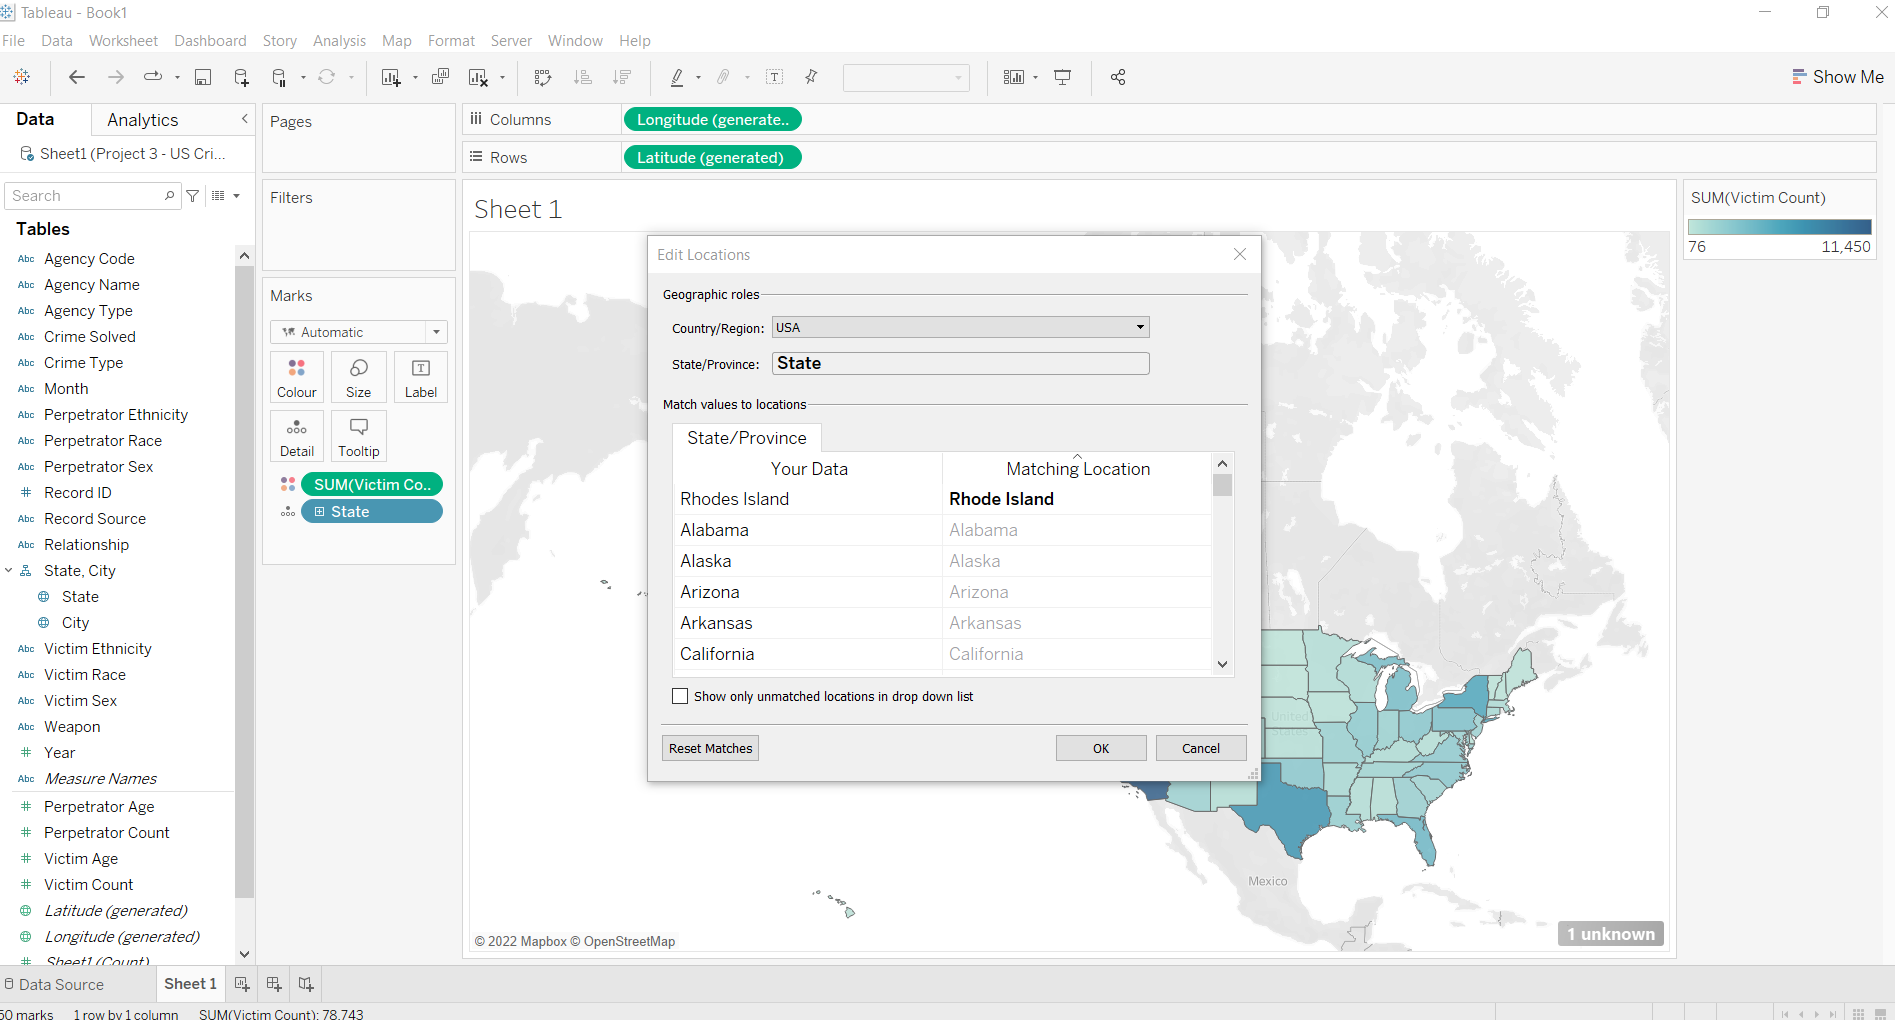 Tableau - Book1
File Data Worksheet Dashboard Story Analysis Map Format Server Window Help
Show Me
Data Analytics
Sheet1 (Project 3 - US Cri...
Search
Tables
Abc Agency Code
Abc Agency Name
Abc Agency Type
Abc Crime Solved
Abc Crime Type
Abc Month
Abc Perpetrator Ethnicity
Abc Perpetrator Race
Abc Perpetrator Sex
# Record ID
Abc Record Source
Abc Relationship
State, City
State
City
Abc Victim Ethnicity
Abc Victim Race
Abc Victim Sex
Abc Weapon
# Year
Abc Measure Names
# Perpetrator Age
# Perpetrator Count
# Victim Age
# Victim Count
Latitude (generated)
Longitude (generated)
# Sheet1 (Count)
Pages
Filters
Marks
Automatic
Colour Size Label
Detail Tooltip
SUM(Victim Co..
State
Columns Longitude (generate..
Rows Latitude (generated)
Sheet 1
Edit Locations
Geographic roles
Country/Region: USA
State/Province: State
Match values to locations
State/Province
Your Data Matching Location
Rhodes Island Rhode Island
Alabama Alabama
Alaska Alaska
Arizona Arizona
Arkansas Arkansas
California California
Show only unmatched locations in drop down list
Reset Matches OK Cancel
United
States
Mexico
© 2022 Mapbox © OpenStreetMap
1 unknown
SUM(Victim Count)
76 11,450
Data Source Sheet 1
50 marks 1 row by 1 column SUM(Victim Count): 78,743